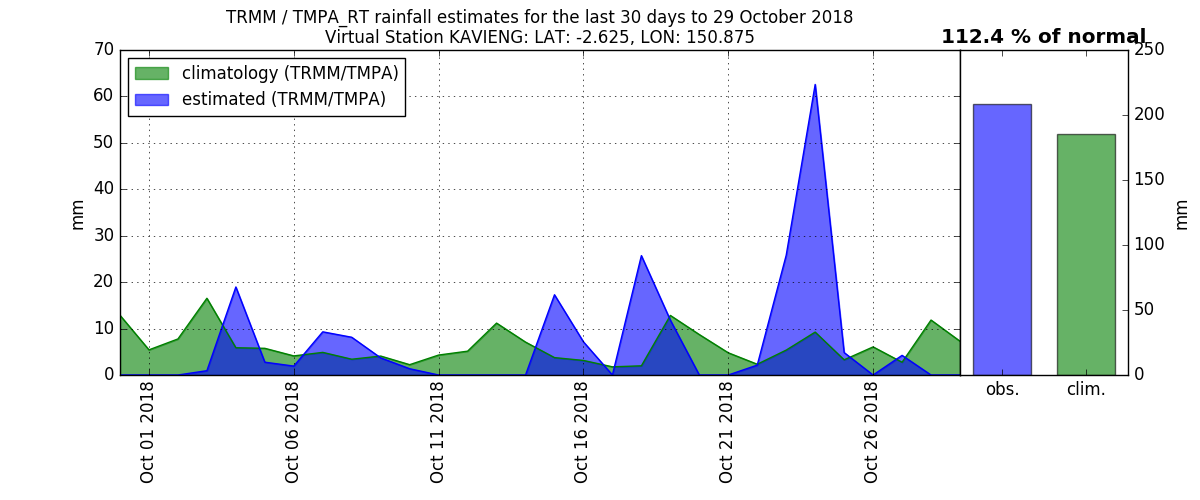 TRMM / TMPA_RT rainfall estimates for the last 30 days to 29 October 2018
Virtual Station KAVIENG: LAT: -2.625, LON: 150.875
112.4 % of normal
climatology (TRMM/TMPA)
estimated (TRMM/TMPA)
70
60
50
40
30
20
10
0
mm
Oct 01 2018
Oct 06 2018
Oct 11 2018
Oct 16 2018
Oct 21 2018
Oct 26 2018
obs.
clim.
250
200
150
100
50
0
mm